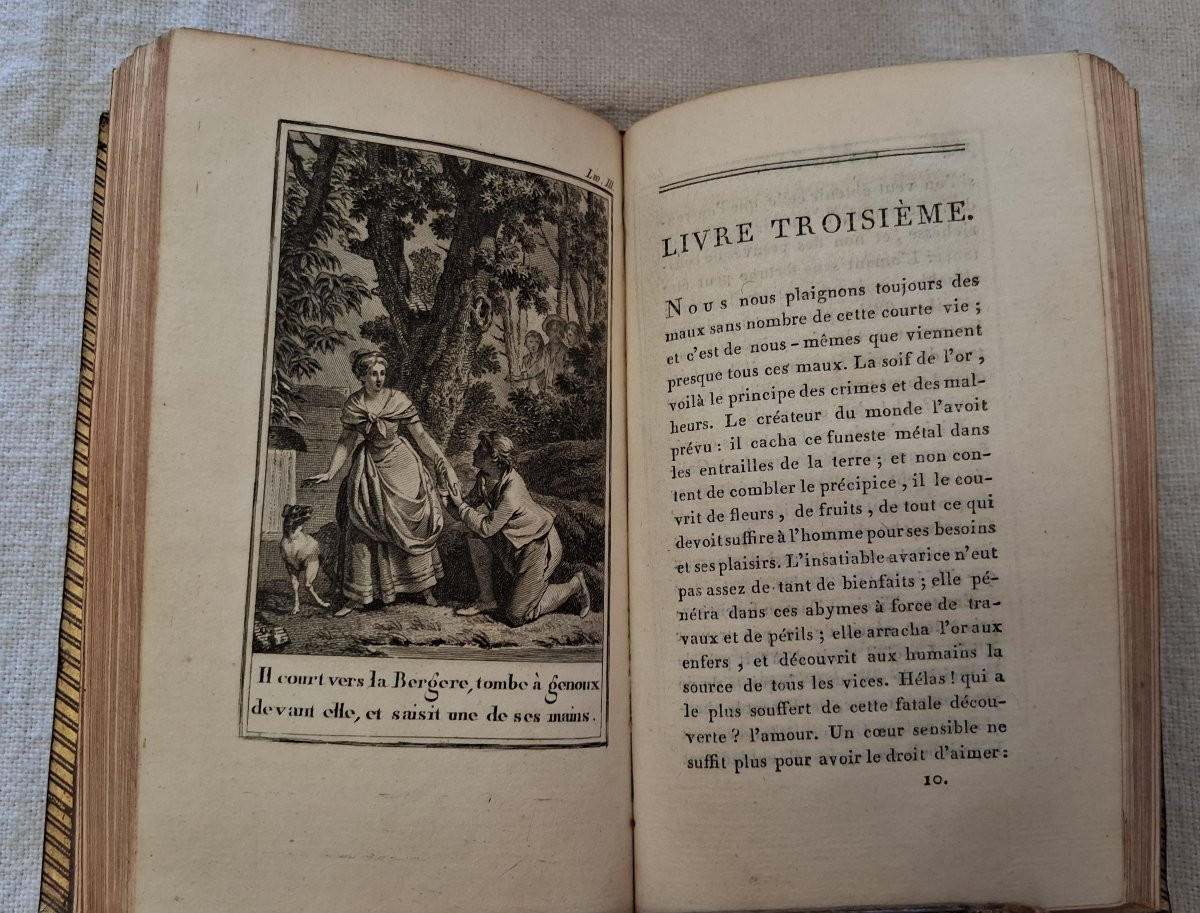 Liv. III.
Il court vers la Bergere, tombe à genoux
devant elle, et saisit une de ses mains.
LIVRE TROISIÈME.
Nous nous plaignons toujours des
maux sans nombre de cette courte vie ;
et c'est de nous-mêmes que viennent
presque tous ces maux. La soif de l'or,
voilà le principe des crimes et des mal-
heurs. Le créateur du monde l'avoit
prévu : il cacha ce funeste métal dans
les entrailles de la terre ; et non con-
tent de combler le précipice, il le cou-
vrit de fleurs, de fruits, de tout ce qui
devoit suffire à l'homme pour ses besoins
et ses plaisirs. L'insatiable avarice n'eut
pas assez de tant de bienfaits ; elle pé-
nétra dans ces abymes à force de tra-
vaux et de périls ; elle arracha l'or aux
enfers, et découvrit aux humains la
source de tous les vices. Hélas ! qui a
le plus souffert de cette fatale décou-
verte ? l'amour. Un cœur sensible ne
suffit plus pour avoir le droit d'aimer :
10.